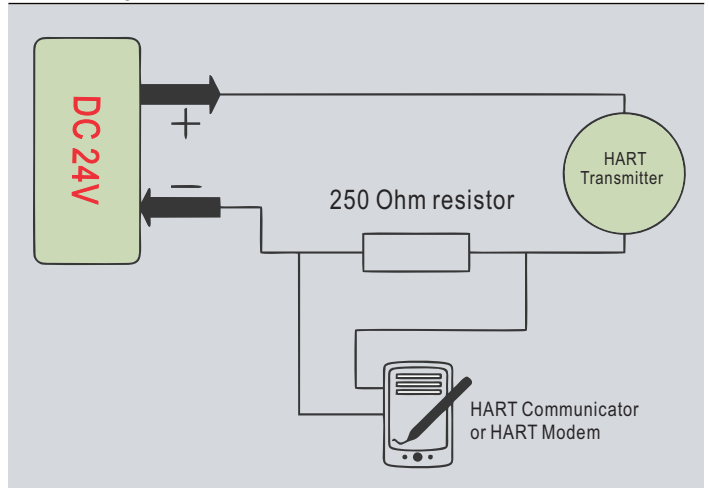 DC 24V
+
−
250 Ohm resistor
HART
Transmitter
HART Communicator
or HART Modem